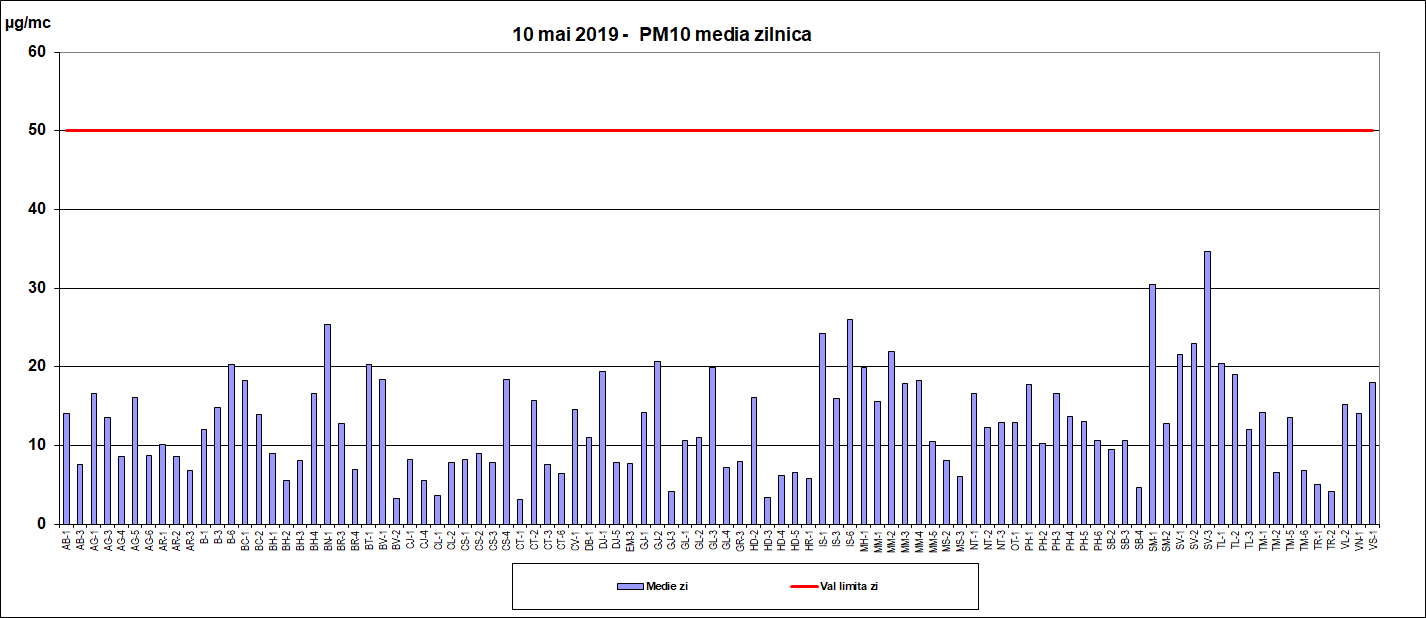 µg/mc
10 mai 2019 - PM10 media zilnica
60
50
40
30
20
10
0
AB-1 AB-3 AG-1 AG-3 AG-4 AG-5 AG-6 AR-1 AR-2 AR-3 B-1 B-3 B-6 BC-1 BC-2 BH-1 BH-2 BH-3 BH-4 BN-1 BR-3 BR-4 BT-1 BV-1 BV-2 CJ-1 CJ-4 CL-1 CL-2 CS-1 CS-2 CS-3 CS-4 CT-1 CT-2 CT-3 CT-6 CV-1 DB-1 DJ-1 DJ-5 EM-3 GJ-1 GJ-2 GJ-3 GL-1 GL-2 GL-3 GL-4 GR-3 HD-2 HD-3 HD-4 HD-5 HR-1 IS-1 IS-3 IS-6 MH-1 MM-1 MM-2 MM-3 MM-4 MM-5 MS-2 MS-3 NT-1 NT-2 NT-3 OT-1 PH-1 PH-2 PH-3 PH-4 PH-5 PH-6 SB-2 SB-3 SB-4 SM-1 SM-2 SV-1 SV-2 SV-3 TL-1 TL-2 TL-3 TM-1 TM-2 TM-5 TM-6 TR-1 TR-2 VL-2 VN-1 VS-1
Medie zi Val limita zi